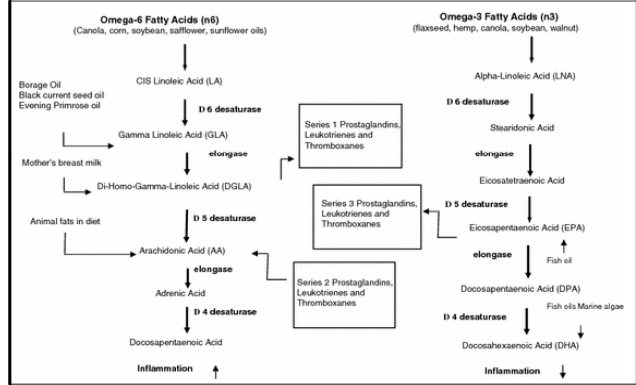 Omega-6 Fatty Acids (n6)
(Canola, corn, soybean, safflower, sunflower oils)
CIS Linoleic Acid (LA)
Borage Oil
Black current seed oil
Evening Primrose oil
D 6 desaturase
Gamma Linoleic Acid (GLA)
elongase
Mother's breast milk
Di-Homo-Gamma-Linoleic Acid (DGLA)
D 5 desaturase
Animal fats in diet
Arachidonic Acid (AA)
elongase
Adrenic Acid
D 4 desaturase
Docosapentaenoic Acid
Inflammation
Series 1 Prostaglandins,
Leukotrienes and
Thromboxanes
Series 3 Prostaglandins,
Leukotrienes and
Thromboxanes
Series 2 Prostaglandins,
Leukotrienes and
Thromboxanes
Omega-3 Fatty Acids (n3)
(flaxseed, hemp, canola, soybean, walnut)
Alpha-Linoleic Acid (LNA)
D 6 desaturase
Stearidonic Acid
elongase
Eicosatetraenoic Acid
D 5 desaturase
Eicosapentaenoic Acid (EPA)
elongase
Fish oil
Docosapentaenoic Acid (DPA)
Fish oils Marine algae
D 4 desaturase
Docosahexaenoic Acid (DHA)
Inflammation